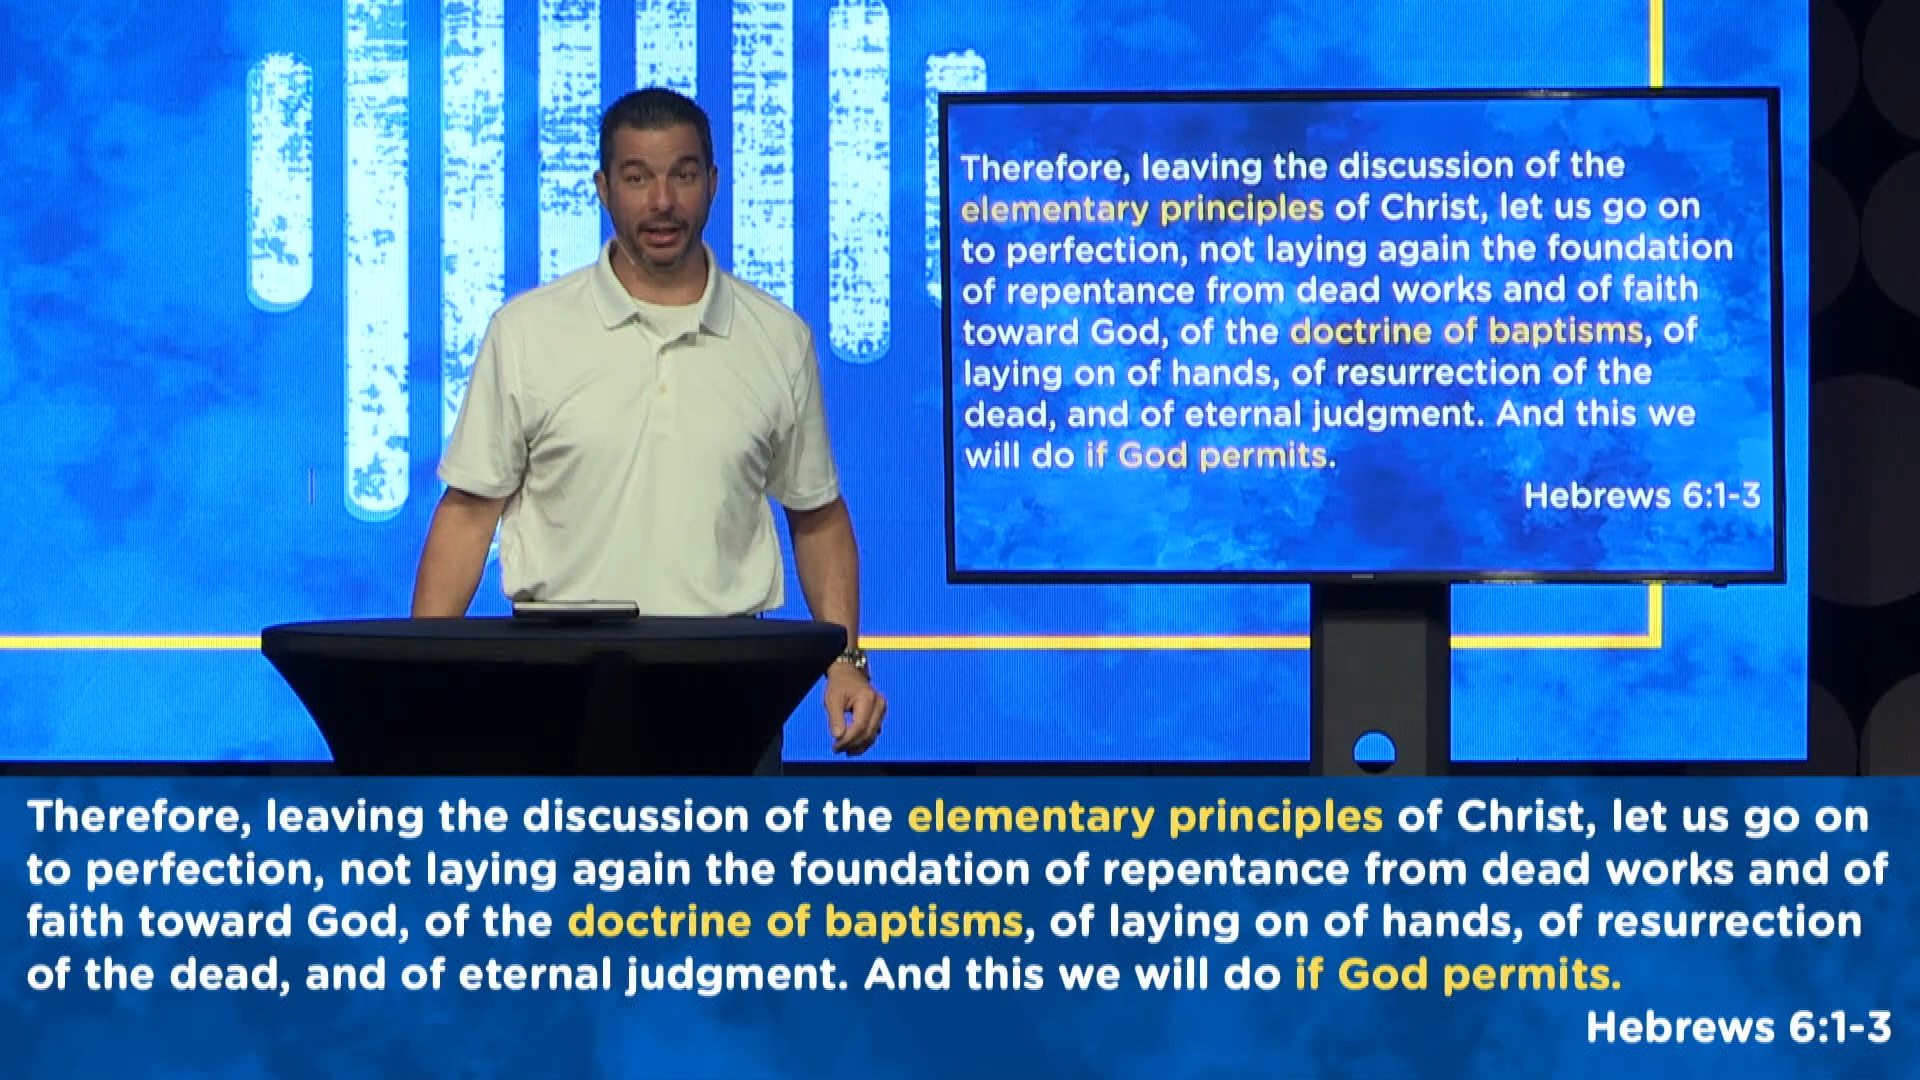 Therefore, leaving the discussion of the
elementary principles of Christ, let us go on
to perfection, not laying again the foundation
of repentance from dead works and of faith
toward God, of the doctrine of baptisms, of
laying on of hands, of resurrection of the
dead, and of eternal judgment. And this we
will do if God permits.
Hebrews 6:1-3
Therefore, leaving the discussion of the elementary principles of Christ, let us go on
to perfection, not laying again the foundation of repentance from dead works and of
faith toward God, of the doctrine of baptisms, of laying on of hands, of resurrection
of the dead, and of eternal judgment. And this we will do if God permits.
Hebrews 6:1-3